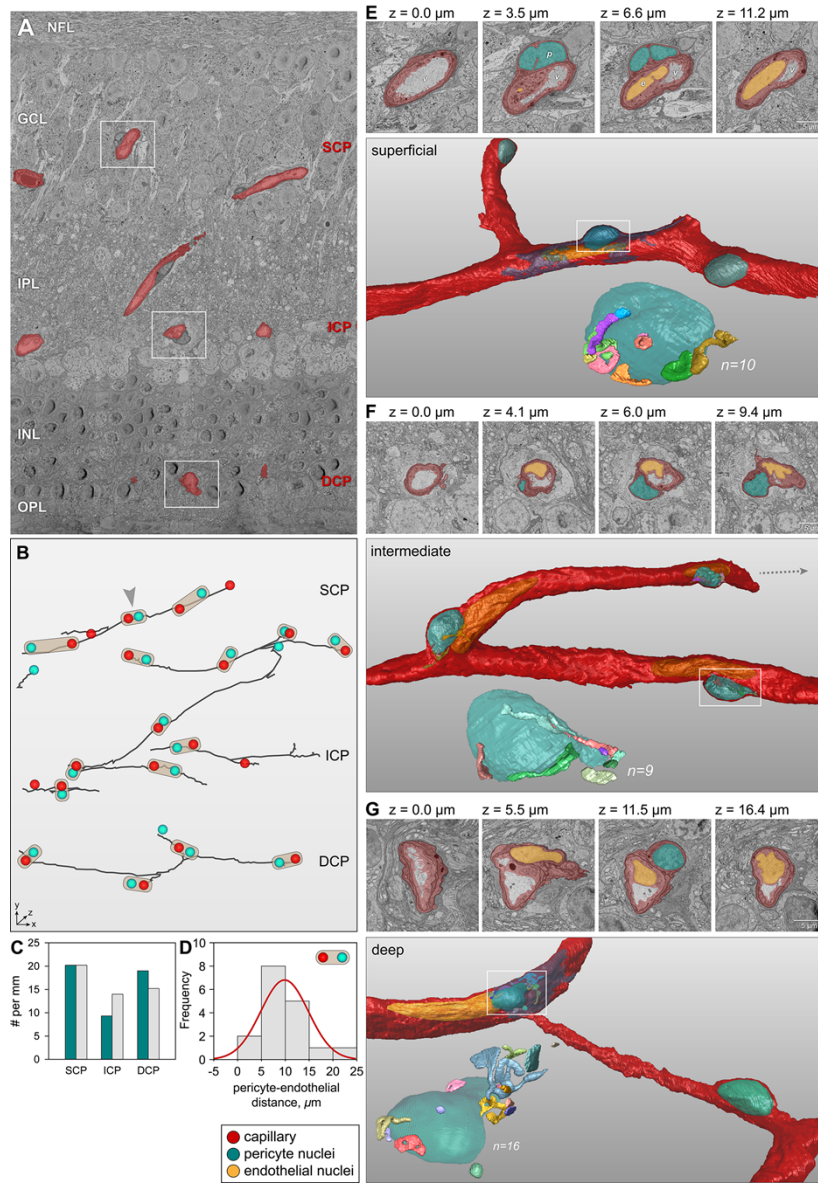 A
NFL
GCL
SCP
IPL
ICP
INL
DCP
OPL
B
SCP
ICP
DCP
y
z
x
C
# per mm
25
20
15
10
5
0
SCP ICP DCP
D
Frequency
10
8
6
4
2
0
-5 0 5 10 15 20 25
pericyte-endothelial
distance, µm
capillary
pericyte nuclei
endothelial nuclei
E
z = 0.0 µm z = 3.5 µm z = 6.6 µm z = 11.2 µm
p
superficial
n=10
F
z = 0.0 µm z = 4.1 µm z = 6.0 µm z = 9.4 µm
intermediate
n=9
G
z = 0.0 µm z = 5.5 µm z = 11.5 µm z = 16.4 µm
5 µm
deep
n=16